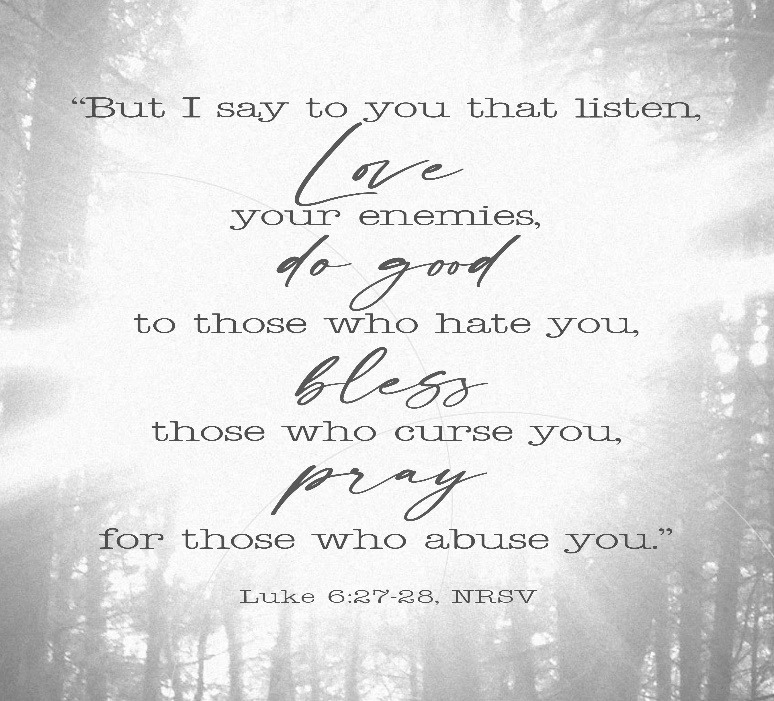 “But I say to you that listen,
Love
your enemies,
do good
to those who hate you,
bless
those who curse you,
pray
for those who abuse you.”
Luke 6:27-28, NRSV